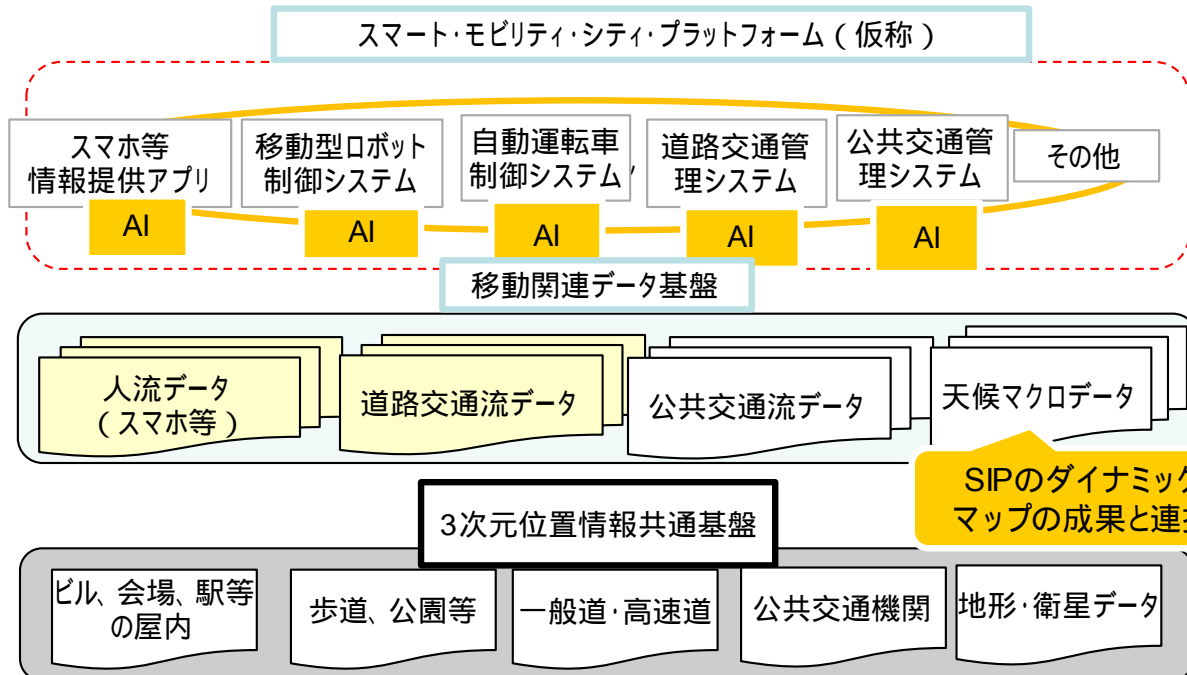 スマート・モビリティ・シティ・プラットフォーム（仮称）
スマホ等
情報提供アプリ
移動型ロボット
制御システム
自動運転車
制御システム
道路交通管
理システム
公共交通管
理システム
その他
AI
AI
AI
AI
AI
移動関連データ基盤
人流データ
（スマホ等）
道路交通流データ
公共交通流データ
天候マクロデータ
SIPのダイナミック
マップの成果と連
3次元位置情報共通基盤
ビル、会場、駅等
の屋内
歩道、公園等
一般道・高速道
公共交通機関
地形・衛星データ